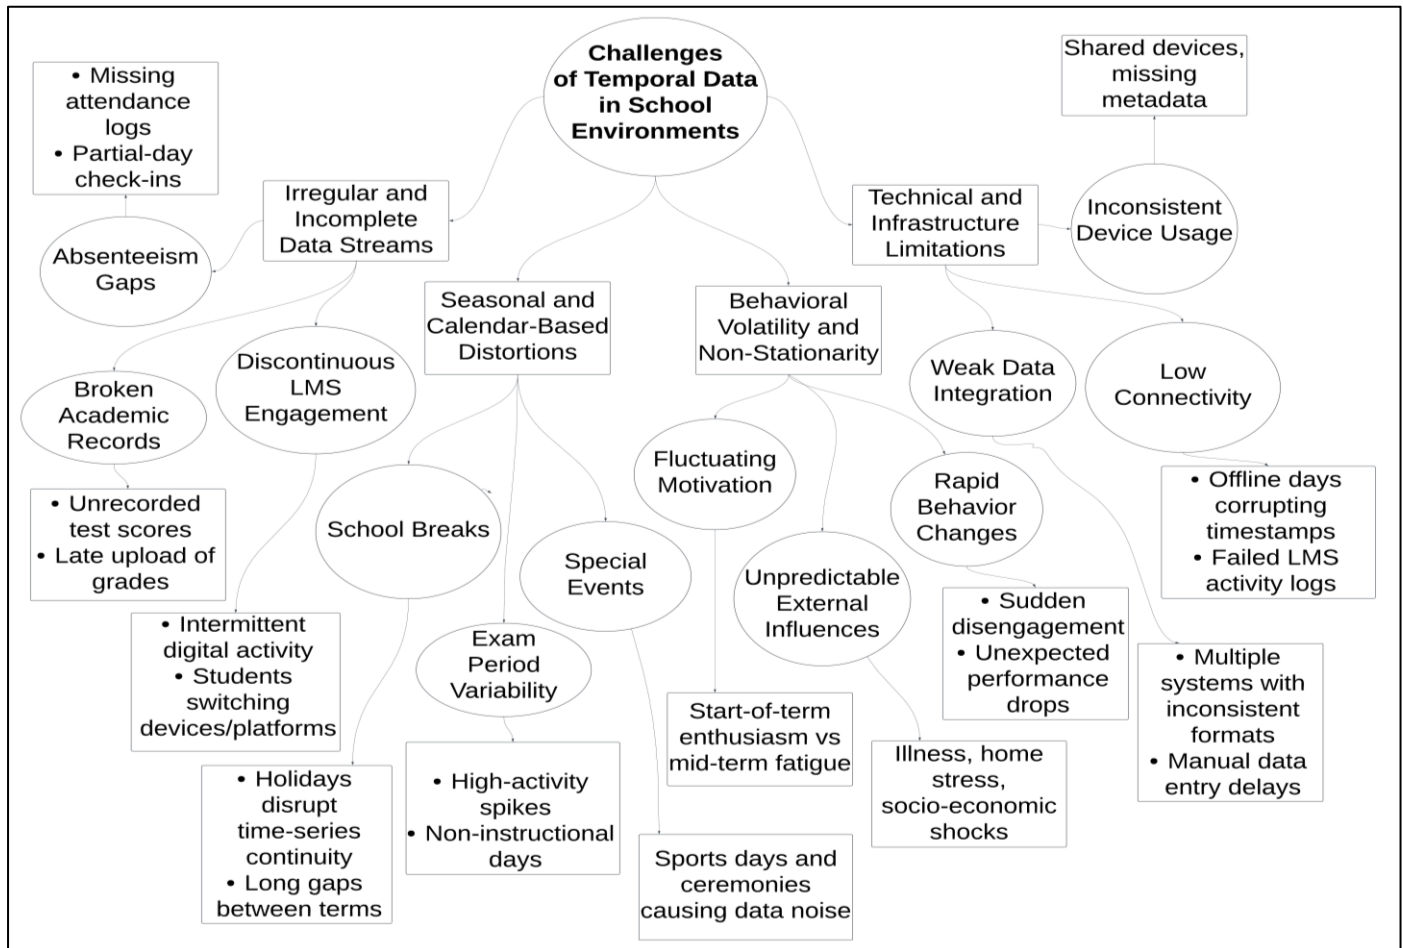 Challenges
of Temporal Data
in School
Environments
• Missing
attendance
logs
• Partial-day
check-ins
Shared devices,
missing
metadata
Irregular and
Incomplete
Data Streams
Technical and
Infrastructure
Limitations
Inconsistent
Device Usage
Absenteeism
Gaps
Seasonal and
Calendar-Based
Distortions
Behavioral
Volatility and
Non-Stationarity
Discontinuous
LMS
Engagement
Weak Data
Integration
Low
Connectivity
Broken
Academic
Records
Fluctuating
Motivation
Rapid
Behavior
Changes
• Offline days
corrupting
timestamps
• Failed LMS
activity logs
• Unrecorded
test scores
• Late upload of
grades
School Breaks
Special
Events
Unpredictable
External
Influences
• Sudden
disengagement
• Unexpected
performance
drops
• Intermittent
digital activity
• Students
switching
devices/platforms
Exam
Period
Variability
• Multiple
systems with
inconsistent
formats
• Manual data
entry delays
Start-of-term
enthusiasm vs
mid-term fatigue
Illness, home
stress,
socio-economic
shocks
• Holidays
disrupt
time-series
continuity
• Long gaps
between terms
• High-activity
spikes
• Non-instructional
days
Sports days and
ceremonies
causing data noise